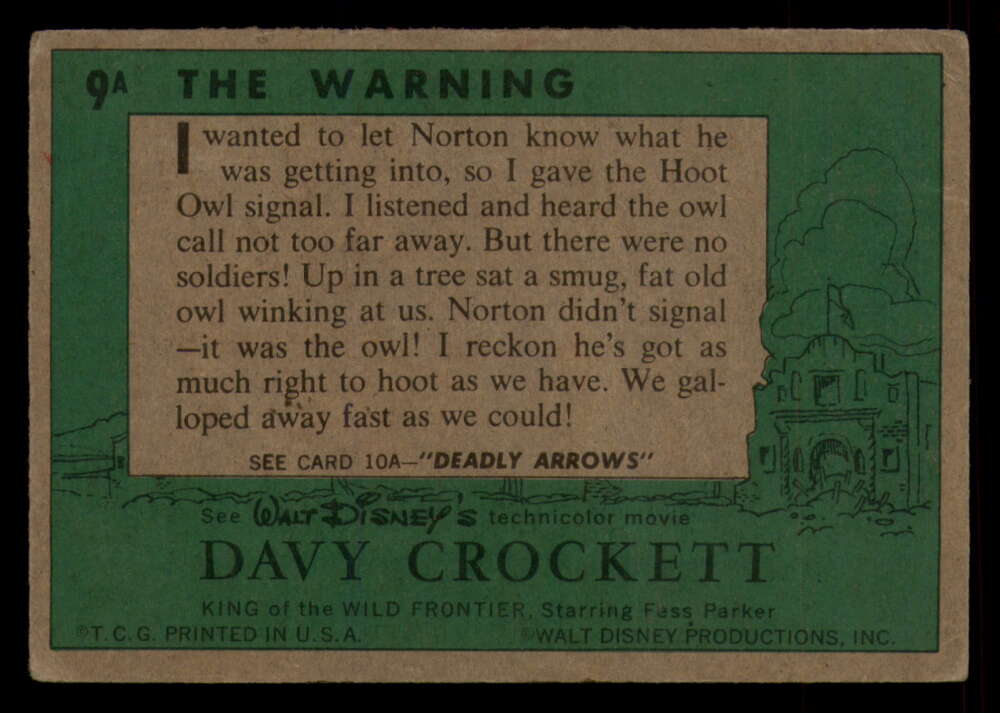 9A THE WARNING
I wanted to let Norton know what he
was getting into, so I gave the Hoot
Owl signal. I listened and heard the owl
call not too far away. But there were no
soldiers! Up in a tree sat a smug, fat old
owl winking at us. Norton didn't signal
—it was the owl! I reckon he's got as
much right to hoot as we have. We gal-
loped away fast as we could!
SEE CARD 10A—"DEADLY ARROWS"
See WALT DISNEY'S technicolor movie
DAVY CROCKETT
KING of the WILD FRONTIER, Starring Fess Parker
©T.C.G. PRINTED IN U.S.A. ©WALT DISNEY PRODUCTIONS, INC.